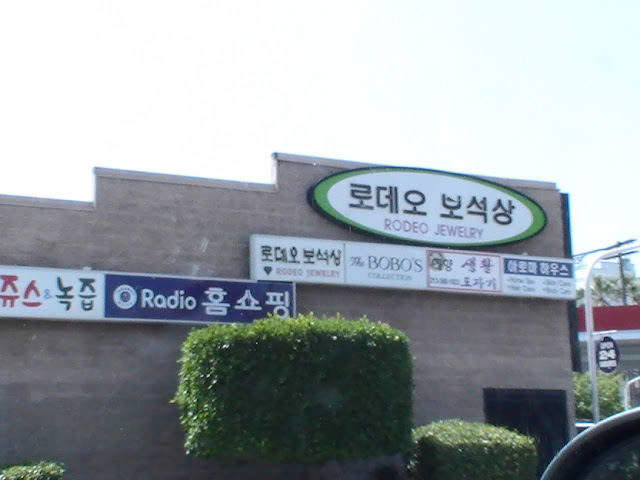 로데오 보석상
RODEO JEWELRY
로데오 보석상
RODEO JEWELRY
The BOBO'S
COLLECTION
생활
도자기
아로마 하우스
쥬스 & 녹즙
Radio 홈쇼핑
OPEN
24